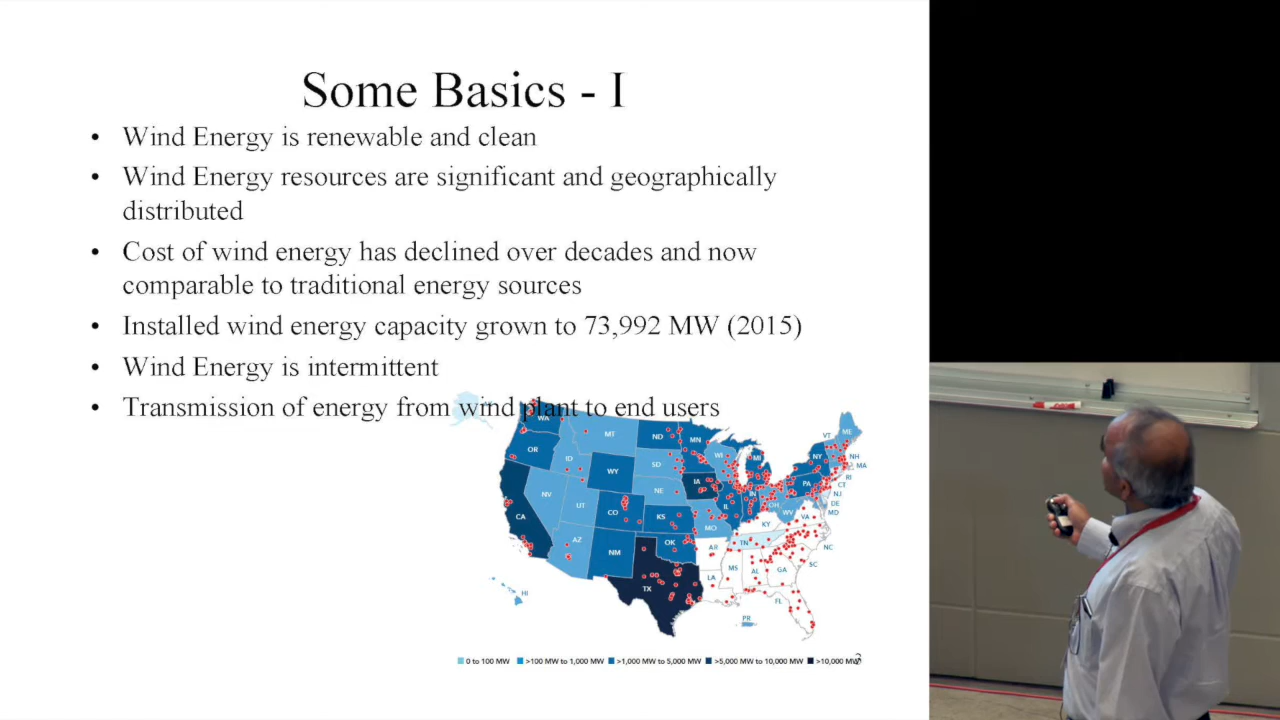 Some Basics - I
• Wind Energy is renewable and clean
• Wind Energy resources are significant and geographically
distributed
• Cost of wind energy has declined over decades and now
comparable to traditional energy sources
• Installed wind energy capacity grown to 73,992 MW (2015)
• Wind Energy is intermittent
• Transmission of energy from wind plant to end users
WA
MT
ND
MN
VT
ME
OR
ID
SD
WI
MI
NY
NH
MA
WY
IA
PA
RI
CT
NV
NE
IL
IN
OH
NJ
DE
UT
CO
KS
MO
WV
VA
MD
CA
KY
AZ
NM
OK
AR
TN
NC
MS
AL
GA
SC
TX
LA
FL
HI
PR
0 to 100 MW >100 MW to 1,000 MW >1,000 MW to 5,000 MW >5,000 MW to 10,000 MW >10,000 MW